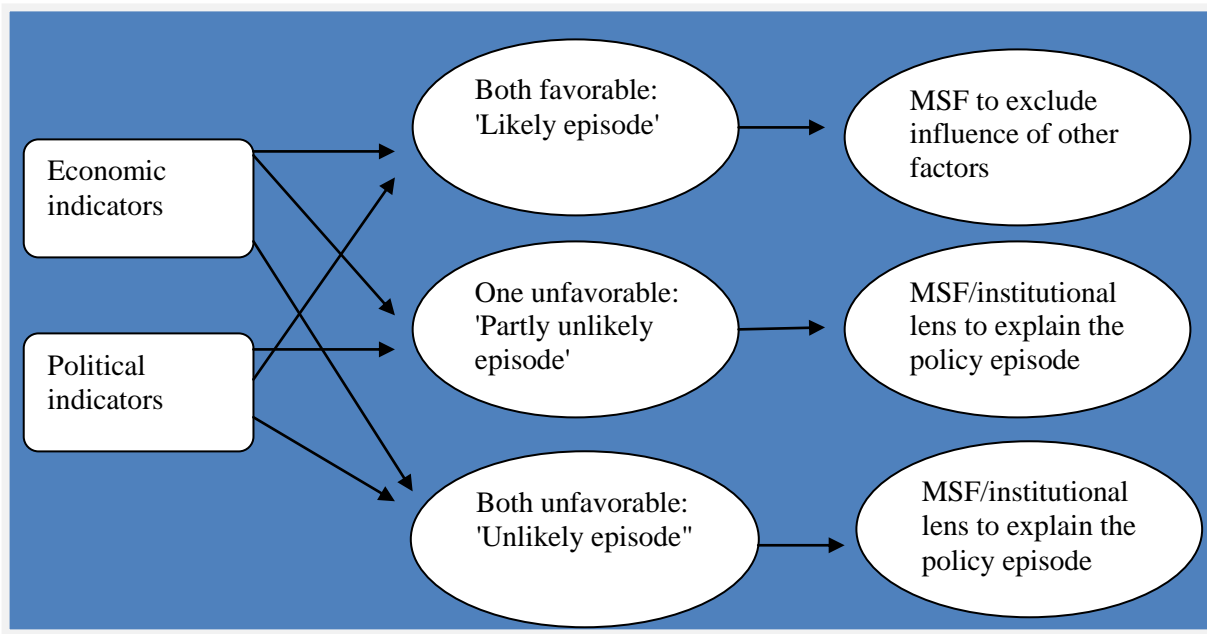 Economic
indicators
Political
indicators
Both favorable:
'Likely episode'
One unfavorable:
'Partly unlikely
episode'
Both unfavorable:
'Unlikely episode"
MSF to exclude
influence of other
factors
MSF/institutional
lens to explain the
policy episode
MSF/institutional
lens to explain the
policy episode